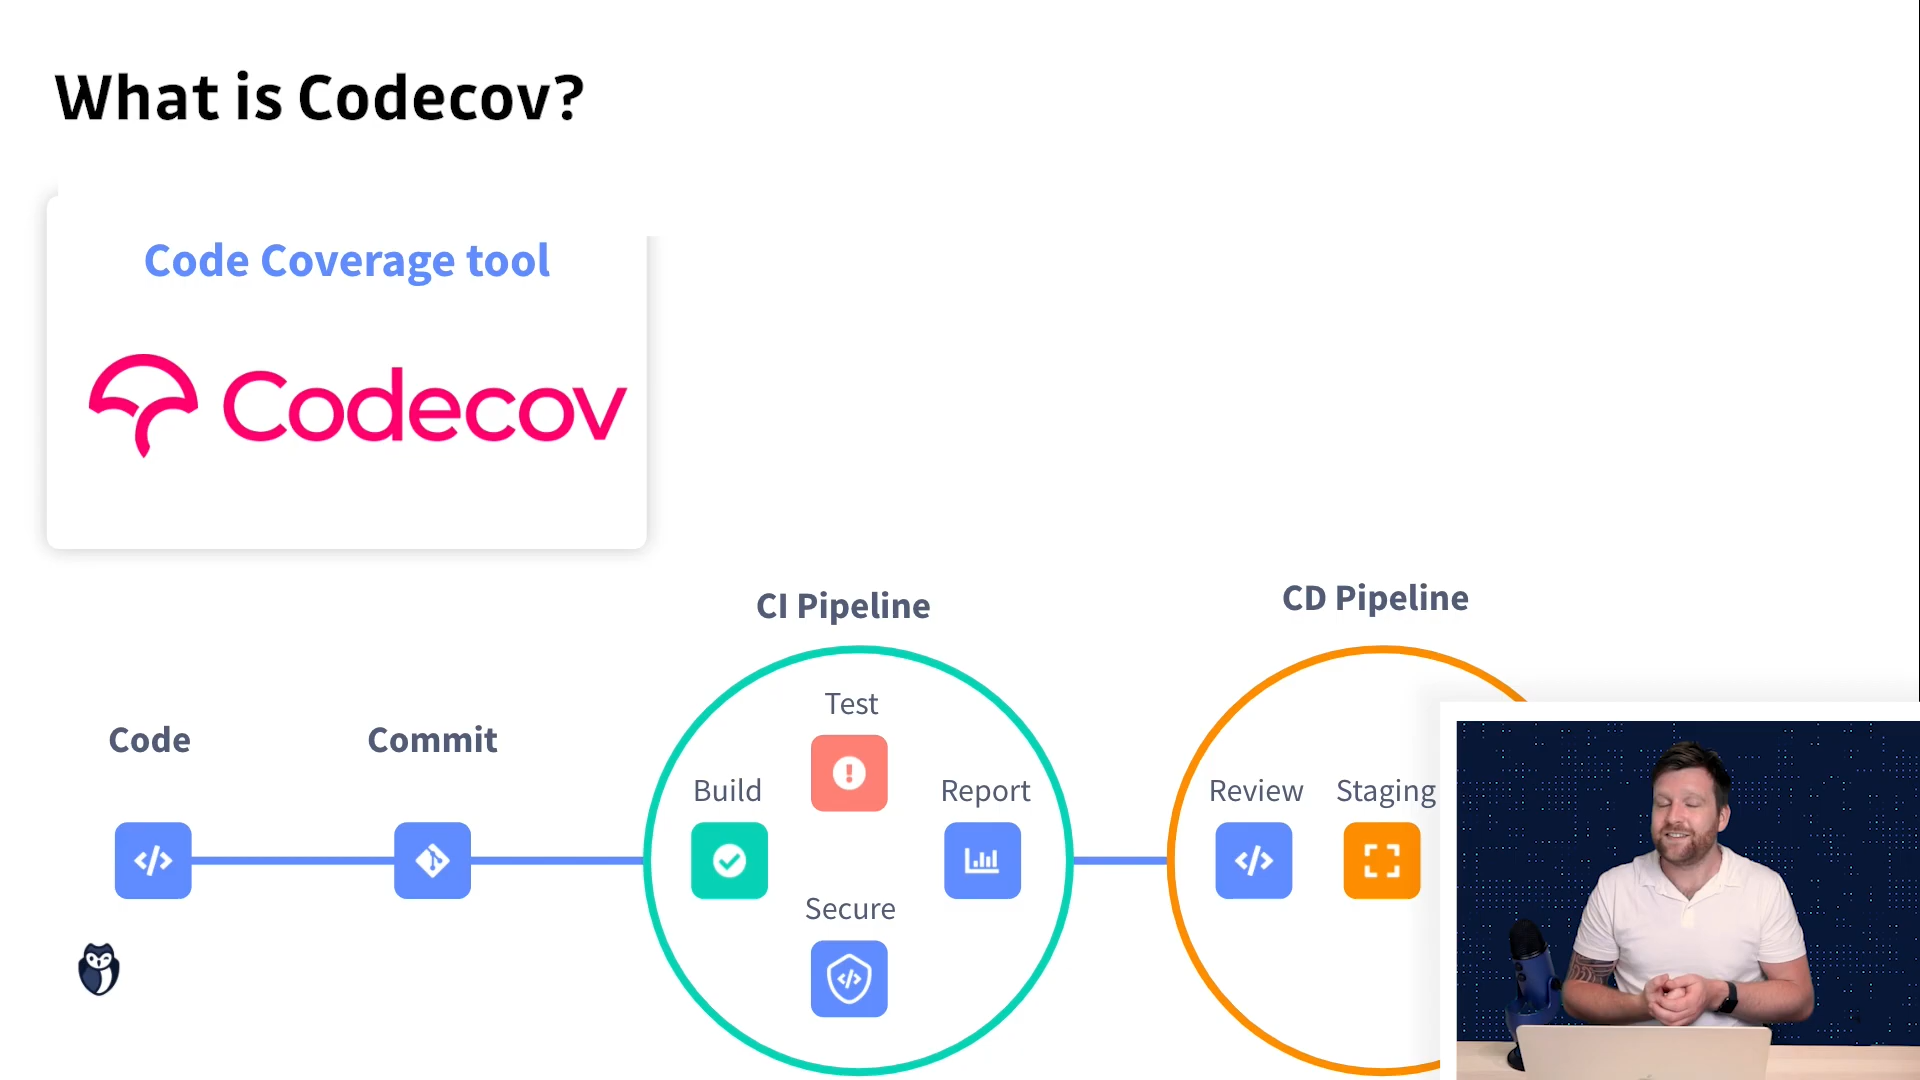 What is Codecov?
Code Coverage tool
Codecov
CI Pipeline
CD Pipeline
Test
Code
Commit
Build
Report
Review
Staging
Secure